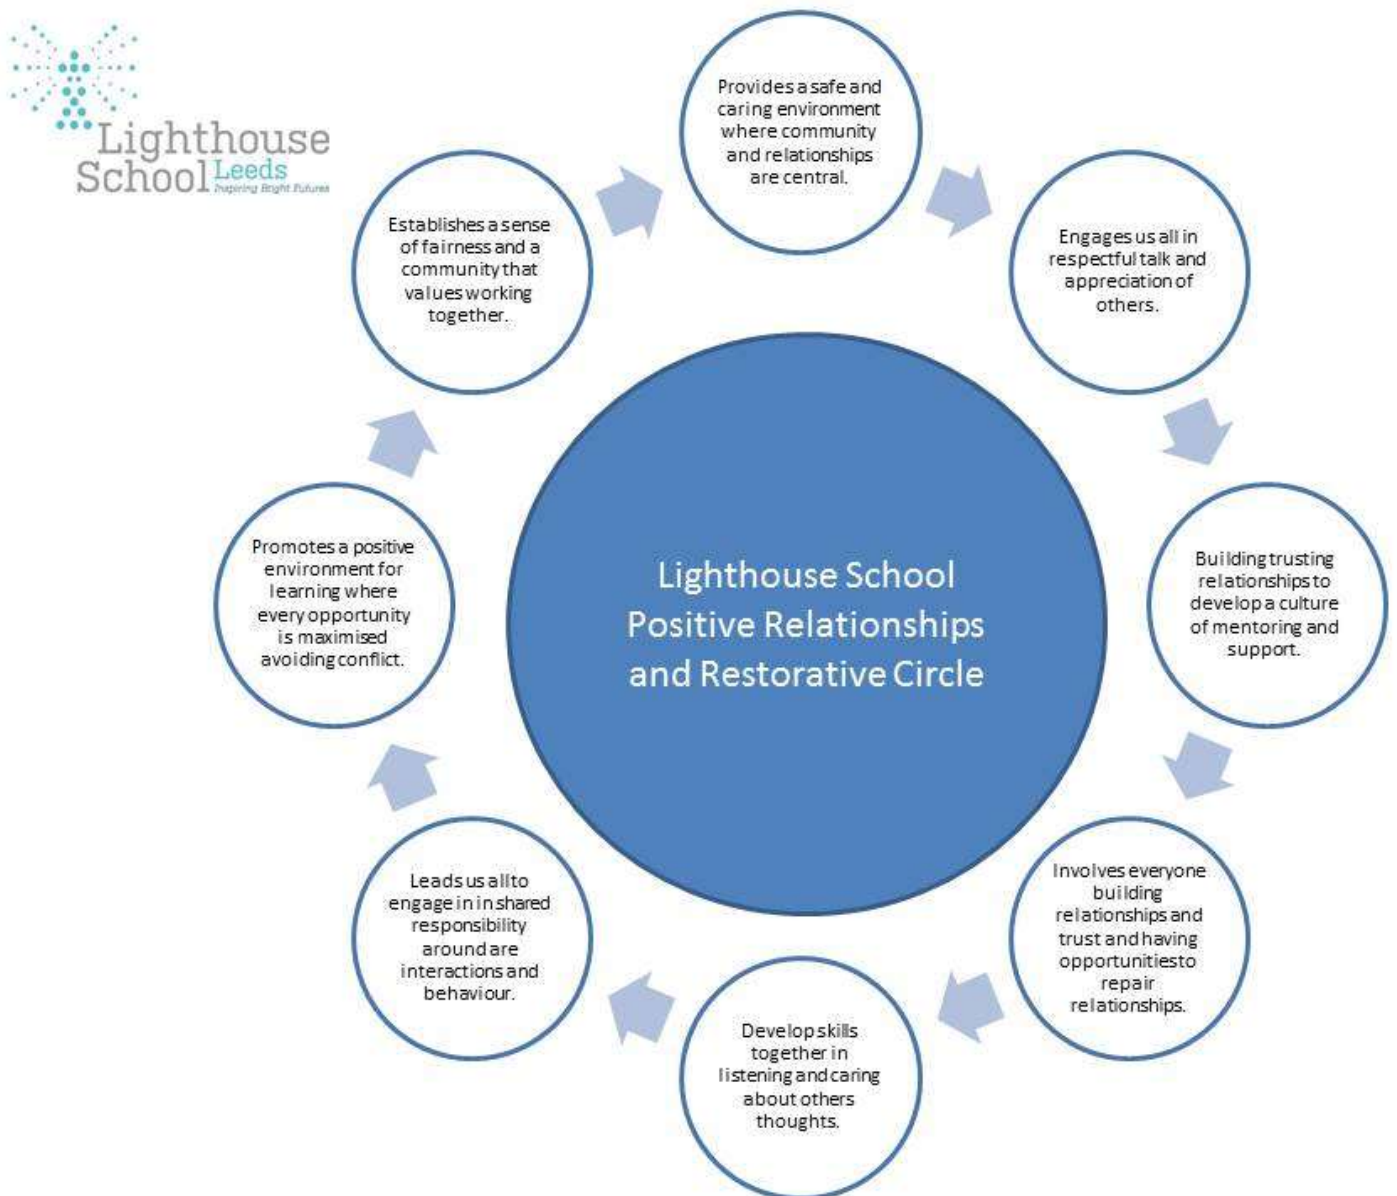 Lighthouse
School Leeds
Inspiring Bright Futures
Provides a safe and
caring environment
where community
and relationships
are central.
Engages us all in
respectful talk and
appreciation of
others.
Building trusting
relationships to
develop a culture
of mentoring and
support.
Involves everyone
building
relationships and
trust and having
opportunities to
repair
relationships.
Develop skills
together in
listening and caring
about others
thoughts.
Leads us all to
engage in in shared
responsibility
around are
interactions and
behaviour.
Promotes a positive
environment for
learning where
every opportunity
is maximised
avoiding conflict.
Establishes a sense
of fairness and a
community that
values working
together.
Lighthouse School
Positive Relationships
and Restorative Circle